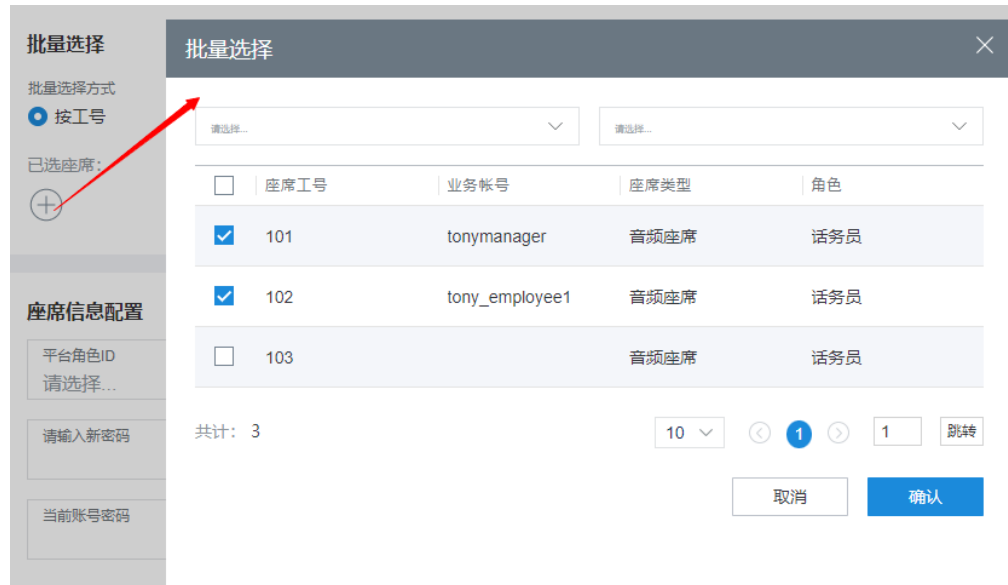 批量选择
批量选择方式
按工号
已选座席:
座席信息配置
平台角色ID
请选择...
请输入新密码
当前账号密码
批量选择
请选择... 请选择...
座席工号 业务帐号 座席类型 角色
101 tonymanager 音频座席 话务员
102 tony_employee1 音频座席 话务员
103 音频座席 话务员
共计: 3 10 1 1 跳转
取消 确认